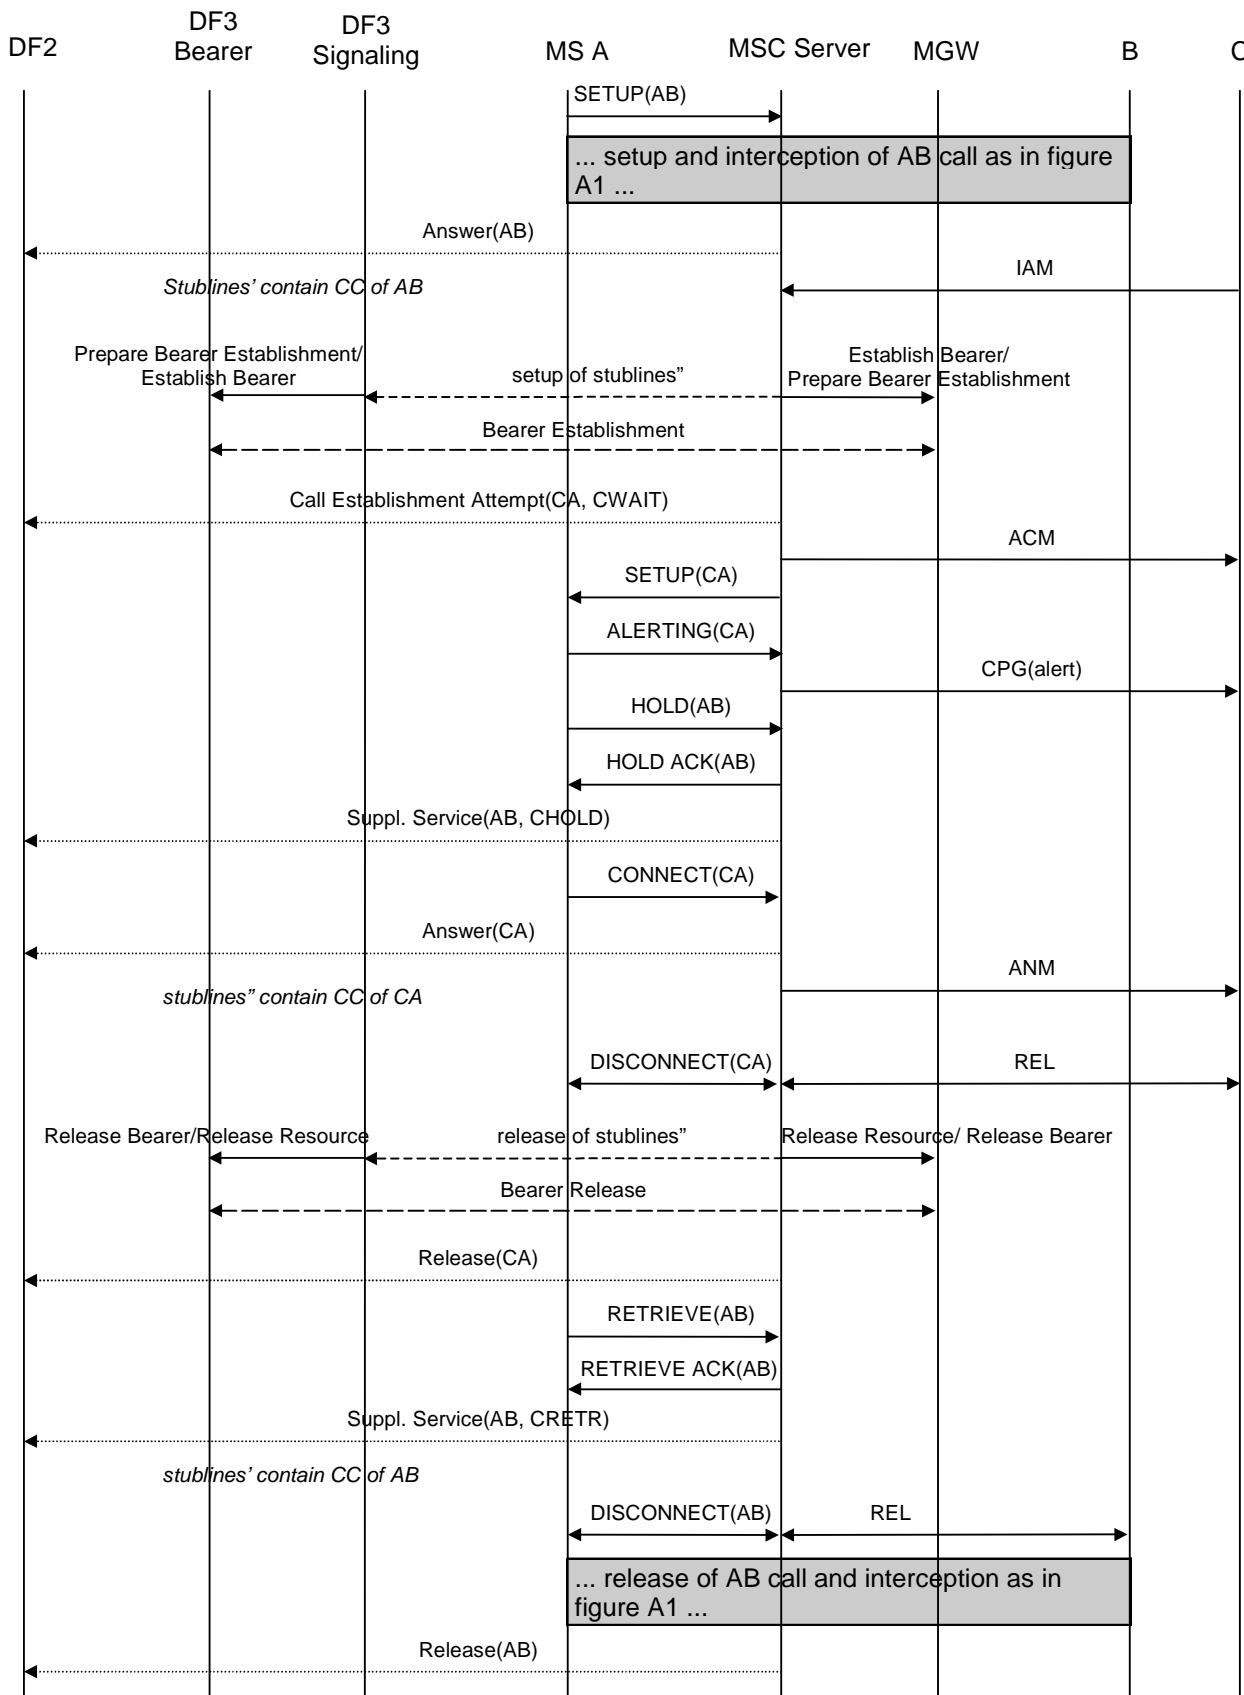 DF2
DF3
Bearer
DF3
Signaling
MS A
MSC Server
MGW
B
C
SETUP(AB)
... setup and interception of AB call as in figure
A1 ...
Answer(AB)
IAM
Stublines’ contain CC of AB
Prepare Bearer Establishment/
Establish Bearer
setup of stublines”
Establish Bearer/
Prepare Bearer Establishment
Bearer Establishment
Call Establishment Attempt(CA, CWAIT)
ACM
SETUP(CA)
ALERTING(CA)
CPG(alert)
HOLD(AB)
HOLD ACK(AB)
Suppl. Service(AB, CHOLD)
CONNECT(CA)
Answer(CA)
ANM
stublines” contain CC of CA
DISCONNECT(CA)
REL
Release Bearer/Release Resource
release of stublines”
Release Resource/ Release Bearer
Bearer Release
Release(CA)
RETRIEVE(AB)
RETRIEVE ACK(AB)
Suppl. Service(AB, CRETR)
stublines’ contain CC of AB
DISCONNECT(AB)
REL
... release of AB call and interception as in
figure A1 ...
Release(AB)